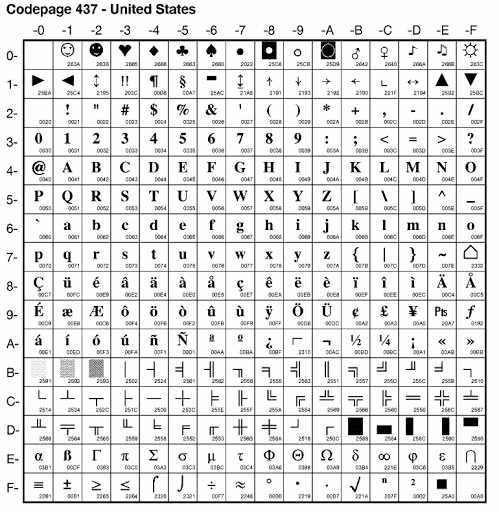 Codepage 437 - United States
-0 -1 -2 -3 -4 -5 -6 -7 -8 -9 -A -B -C -D -E -F
0- ☺ ☻ ♥ ♦ ♣ ♠ • ◘ ○ ◙ ♂ ♀ ♪ ♫ ☼
263A 263B 2665 2666 2663 2660 2022 25D8 25CB 25D9 2642 2640 266A 266B 263C
1- ► ◄ ↕ ‼ ¶ § ▬ ↨ ↑ ↓ → ← ∟ ↔ ▲ ▼
25BA 25C4 2195 203C 00B6 00A7 25AC 21A8 2191 2193 2192 2190 221F 2194 25B2 25BC
2- ! " # $ % & ' ( ) * + , - . /
0020 0021 0022 0023 0024 0025 0026 0027 0028 0029 002A 002B 002C 002D 002E 002F
3- 0 1 2 3 4 5 6 7 8 9 : ; < = > ?
0030 0031 0032 0033 0034 0035 0036 0037 0038 0039 003A 003B 003C 003D 003E 003F
4- @ A B C D E F G H I J K L M N O
0040 0041 0042 0043 0044 0045 0046 0047 0048 0049 004A 004B 004C 004D 004E 004F
5- P Q R S T U V W X Y Z [ \ ] ^ _
0050 0051 0052 0053 0054 0055 0056 0057 0058 0059 005A 005B 005C 005D 005E 005F
6- ` a b c d e f g h i j k l m n o
0060 0061 0062 0063 0064 0065 0066 0067 0068 0069 006A 006B 006C 006D 006E 006F
7- p q r s t u v w x y z { | } ~ ⌂
0070 0071 0072 0073 0074 0075 0076 0077 0078 0079 007A 007B 007C 007D 007E 2302
8- Ç ü é â ä à å ç ê ë è ï î ì Ä Å
00C7 00FC 00E9 00E2 00E4 00E0 00E5 00E7 00EA 00EB 00E8 00EF 00EE 00EC 00C4 00C5
9- É æ Æ ô ö ò û ù ÿ Ö Ü ¢ £ ¥ Pts ƒ
00C9 00E6 00C6 00F4 00F6 00F2 00FB 00F9 00FF 00D6 00DC 00A2 00A3 00A5 20A7 0192
A- á í ó ú ñ Ñ ª º ¿ ⌐ ¬ ½ ¼ ¡ « »
00E1 00ED 00F3 00FA 00F1 00D1 00AA 00BA 00BF 2310 00AC 00BD 00BC 00A1 00AB 00BB
B- ░ ▒ ▓ │ ┤ ╡ ╢ ╖ ╕ ╣ ║ ╗ ╝ ╜ ╛ ┐
2591 2592 2593 2502 2524 2561 2562 2556 2555 2563 2551 2557 255D 255C 255B 2510
C- └ ┴ ┬ ├ ─ ┼ ╞ ╟ ╚ ╔ ╩ ╦ ╠ ═ ╬ ╧
2514 2534 252C 251C 2500 253C 255E 255F 255A 2554 2569 2566 2560 2550 256C 2567
D- ╨ ╤ ╥ ╙ ╘ ╒ ╓ ╫ ╪ ┘ ┌ █ ▄ ▌ ▐ ▀
2568 2564 2565 2559 2558 2552 2553 256B 256A 2518 250C 2588 2584 258C 2590 2580
E- α ß Γ π Σ σ μ τ Φ Θ Ω δ ∞ φ ε ∩
03B1 00DF 0393 03C0 03A3 03C3 03BC 03C4 03A6 0398 03A9 03B4 221E 03C6 03B5 2229
F- ≡ ± ≥ ≤ ⌠ ⌡ ÷ ≈ ° ∙ · √ ⁿ ² ■
2261 00B1 2265 2264 2320 2321 00F7 2248 00B0 2219 00B7 221A 207F 00B2 25A0 00A0